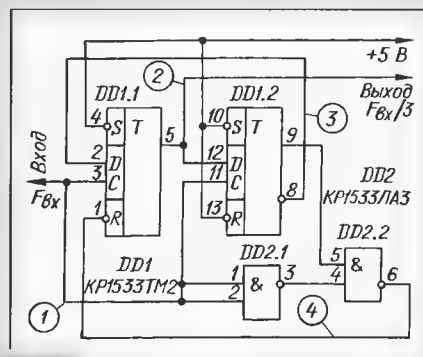 +5 В
2
Выход
Fвх/3
DD1.1
DD1.2
3
4
S
T
5
10
S
T
9
Вход
Fвх
2
D
3
C
12
D
11
C
8
DD2
КР1533ЛА3
1
R
13
R
DD2.2
DD1
КР1533ТМ2
DD2.1
1
2
&
3
5
4
&
6
1
4